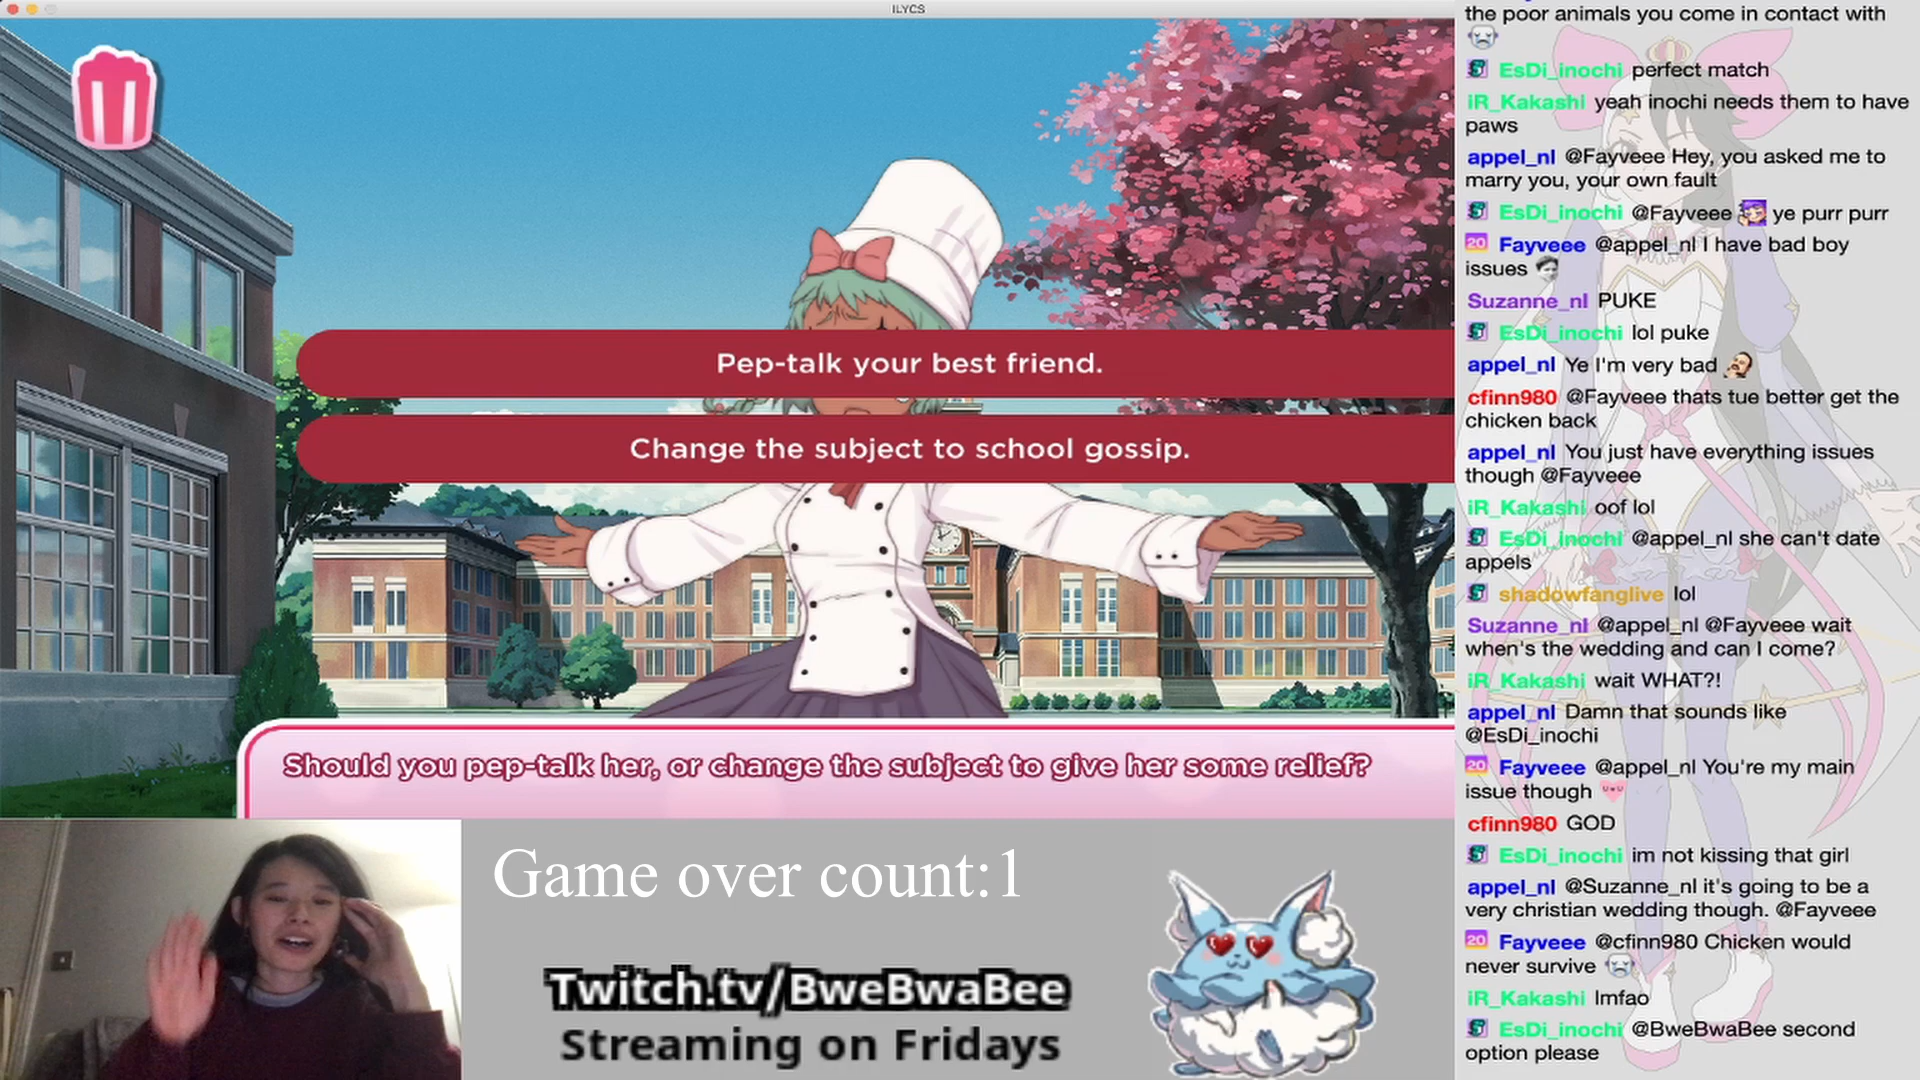 ILYCS
Pep-talk your best friend.
Change the subject to school gossip.
Should you pep-talk her, or change the subject to give her some relief?
Game over count:1
Twitch.tv/BweBwaBee
Streaming on Fridays
the poor animals you come in contact with
EsDi_inochi perfect match
iR_Kakashi yeah inochi needs them to have
paws
appel_nl @Fayveee Hey, you asked me to
marry you, your own fault
EsDi_inochi @Fayveee ye purr purr
20 Fayveee @appel_nl I have bad boy
issues
Suzanne_nl PUKE
EsDi_inochi lol puke
appel_nl Ye I'm very bad
cfinn980 @Fayveee thats tue better get the
chicken back
appel_nl You just have everything issues
though @Fayveee
iR_Kakashi oof lol
EsDi_inochi @appel_nl she can't date
appels
shadowfanglive lol
Suzanne_nl @appel_nl @Fayveee wait
when's the wedding and can I come?
iR_Kakashi wait WHAT?!
appel_nl Damn that sounds like
@EsDi_inochi
20 Fayveee @appel_nl You're my main
issue though
cfinn980 GOD
EsDi_inochi im not kissing that girl
appel_nl @Suzanne_nl it's going to be a
very christian wedding though. @Fayveee
20 Fayveee @cfinn980 Chicken would
never survive
iR_Kakashi lmfao
EsDi_inochi @BweBwaBee second
option please